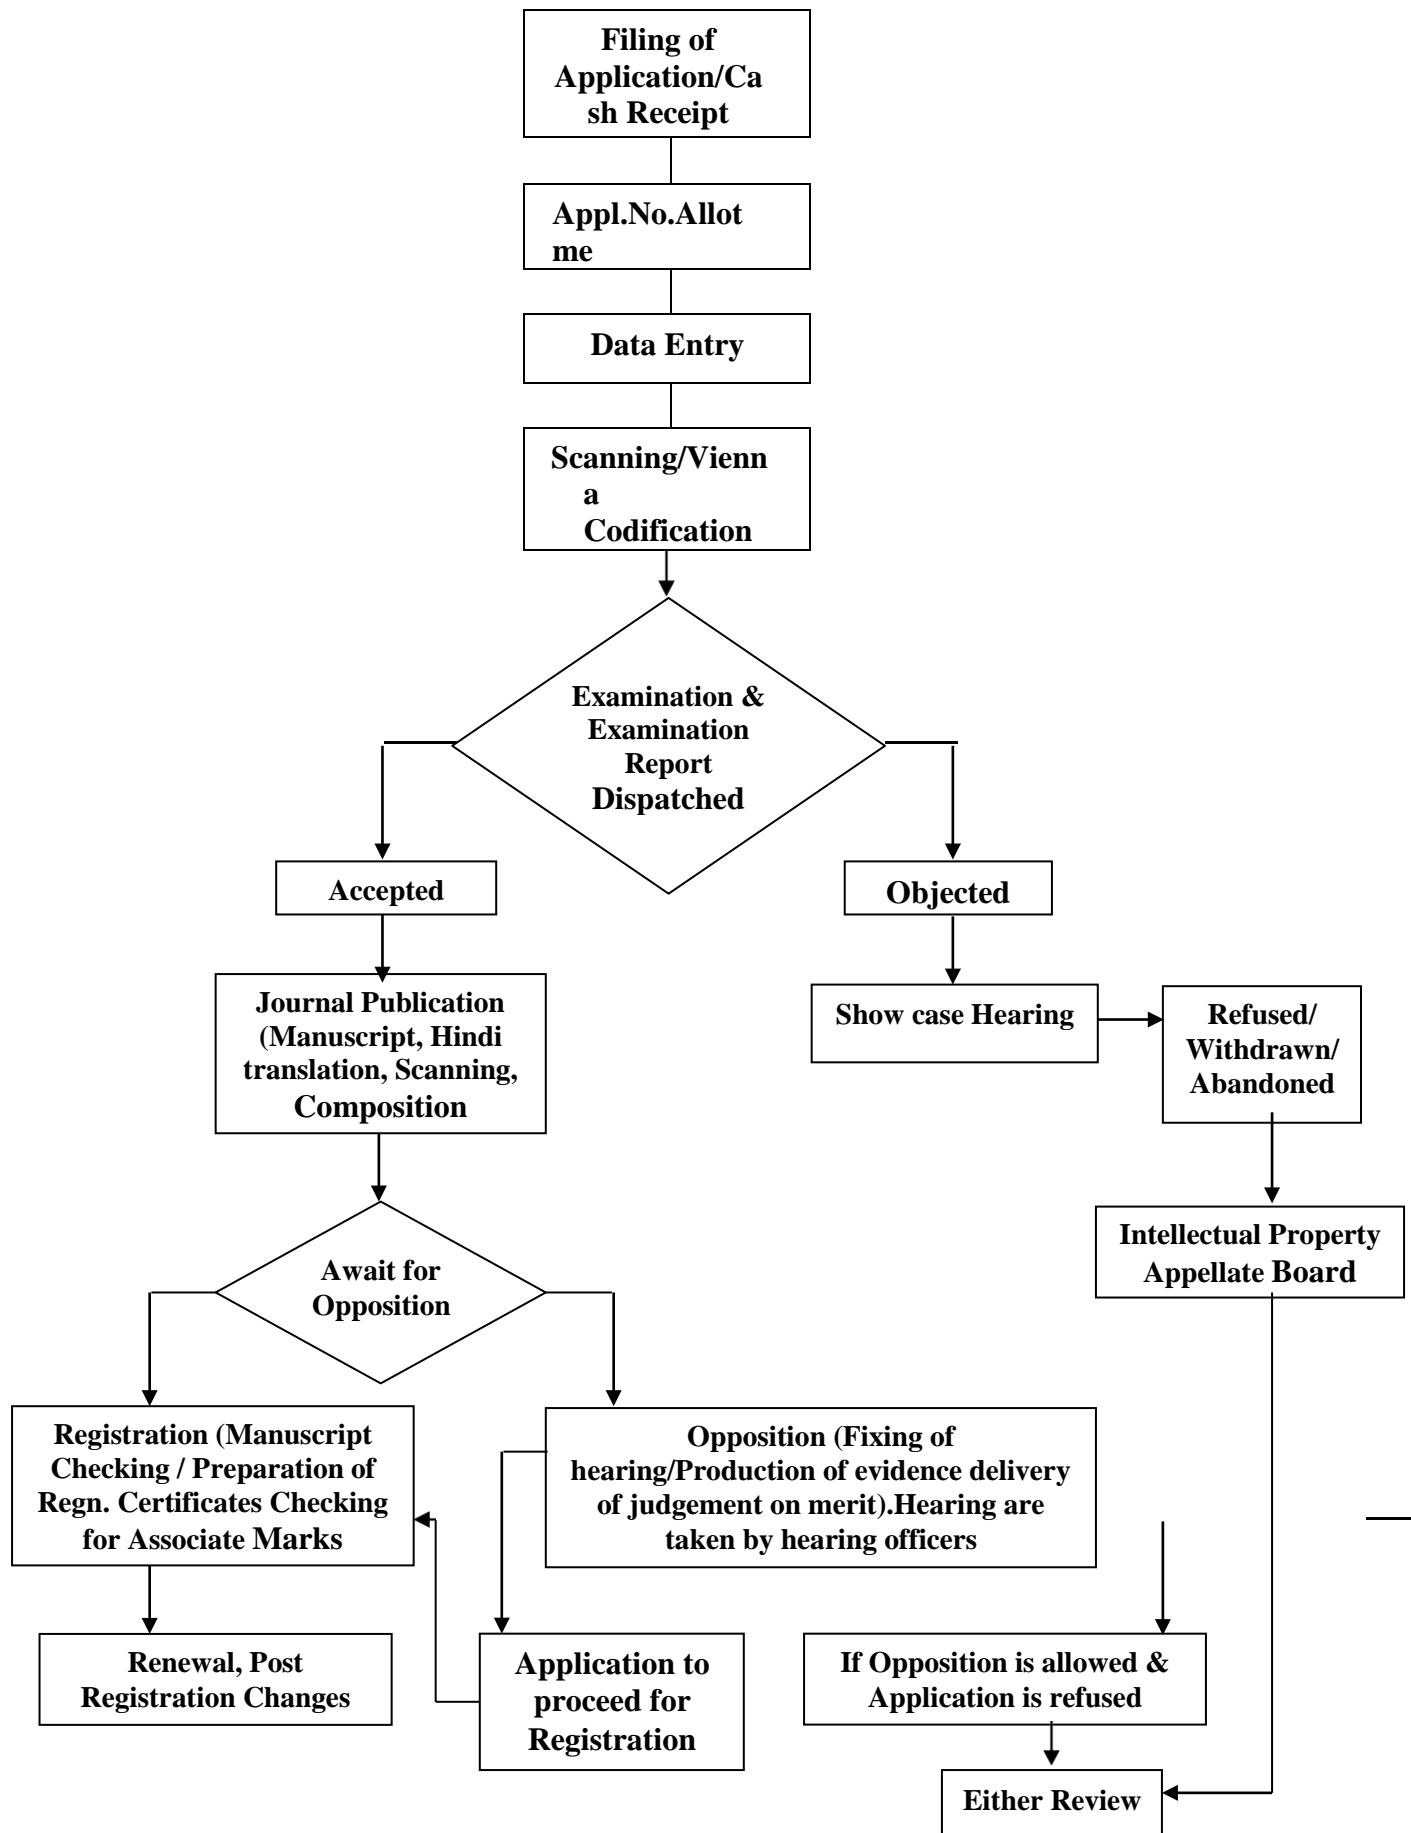 Filing of
Application/Ca
sh Receipt
Appl.No.Allot
me
Data Entry
Scanning/Vienn
a
Codification
Examination &
Examination
Report
Dispatched
Accepted
Objected
Journal Publication
(Manuscript, Hindi
translation, Scanning,
Composition
Show case Hearing
Refused/
Withdrawn/
Abandoned
Intellectual Property
Appellate Board
Await for
Opposition
Registration (Manuscript
Checking / Preparation of
Regn. Certificates Checking
for Associate Marks
Opposition (Fixing of
hearing/Production of evidence delivery
of judgement on merit).Hearing are
taken by hearing officers
Renewal, Post
Registration Changes
Application to
proceed for
Registration
If Opposition is allowed &
Application is refused
Either Review